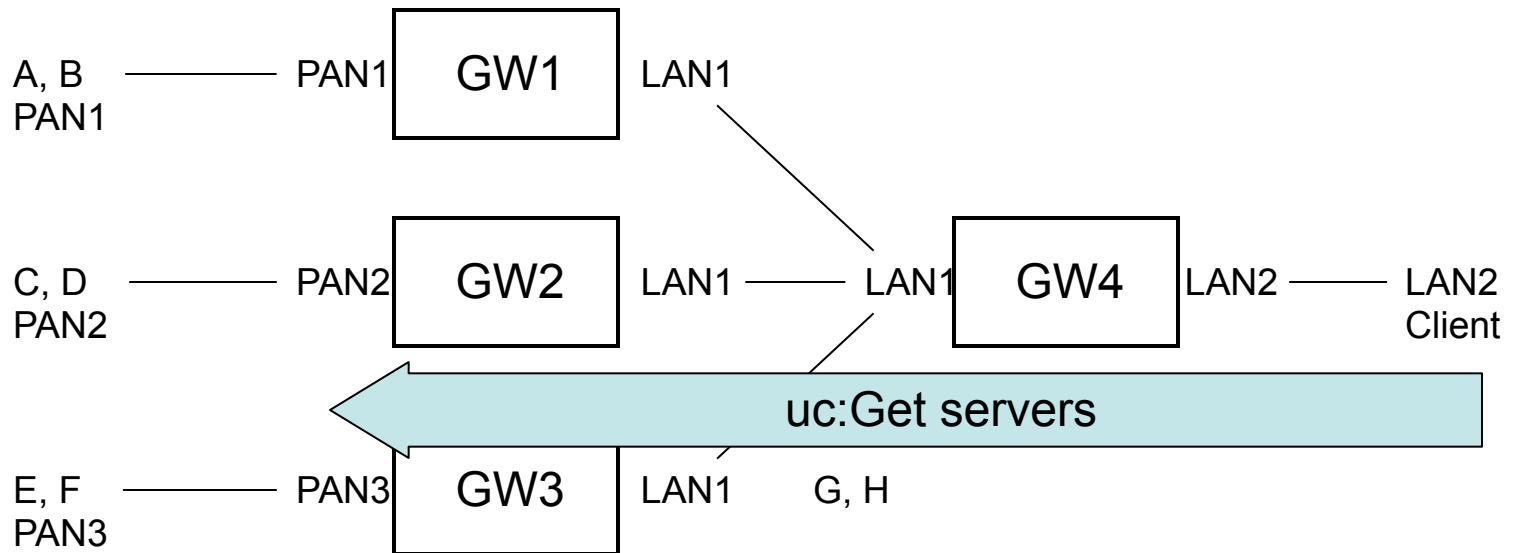 A, B
PAN1
PAN1
GW1
LAN1
C, D
PAN2
PAN2
GW2
LAN1
LAN1
GW4
LAN2
LAN2
Client
uc:Get servers
E, F
PAN3
PAN3
GW3
LAN1
G, H